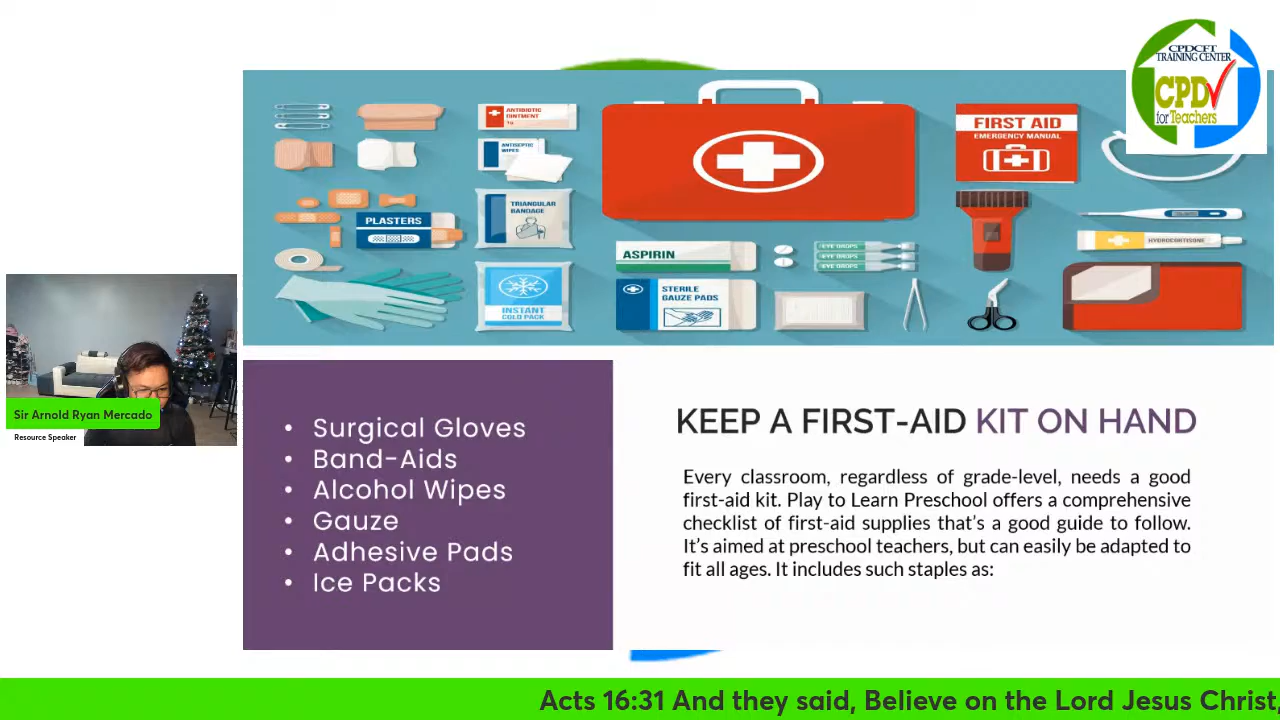 CPDCFT
TRAINING CENTER
CPD
for Teachers
ANTIBIOTIC
OINTMENT
ANTISEPTIC
WIPES
FIRST AID
EMERGENCY MANUAL
PLASTERS
TRIANGULAR
BANDAGE
ASPIRIN
EYE DROPS
EYE DROPS
EYE DROPS
HYDROCORTISONE
INSTANT
COLD PACK
STERILE
GAUZE PADS
Sir Arnold Ryan Mercado
Resource Speaker
• Surgical Gloves
• Band-Aids
• Alcohol Wipes
• Gauze
• Adhesive Pads
• Ice Packs
KEEP A FIRST-AID KIT ON HAND
Every classroom, regardless of grade-level, needs a good
first-aid kit. Play to Learn Preschool offers a comprehensive
checklist of first-aid supplies that's a good guide to follow.
It's aimed at preschool teachers, but can easily be adapted to
fit all ages. It includes such staples as:
Acts 16:31 And they said, Believe on the Lord Jesus Christ,